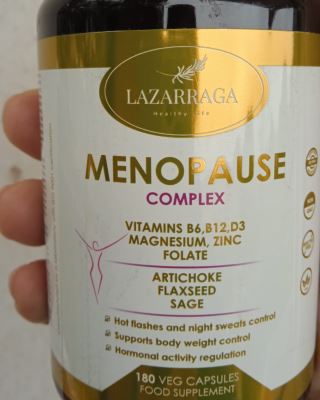 LAZARRAGA
Healthy life
MENOPAUSE
COMPLEX
VITAMINS B6,B12,D3
MAGNESIUM, ZINC
FOLATE
ARTICHOKE
FLAXSEED
SAGE
Hot flashes and night sweats control
Supports body weight control
Hormonal activity regulation
180 VEG CAPSULES
FOOD SUPPLEMENT